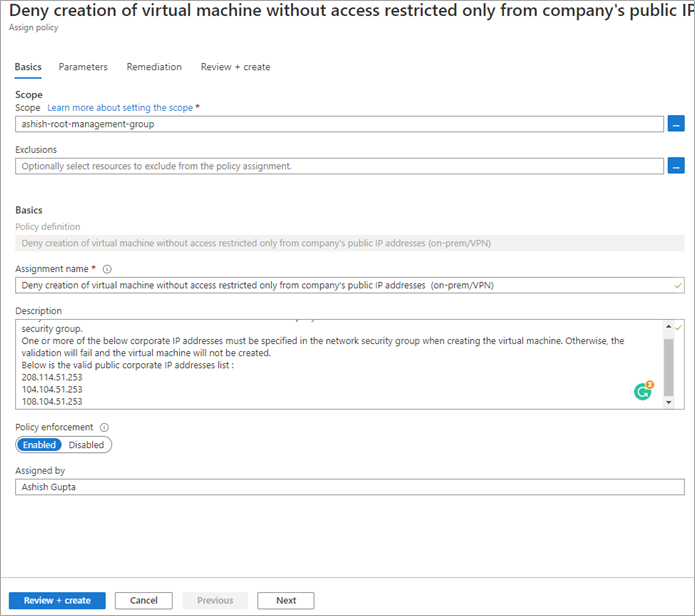 Deny creation of virtual machine without access restricted only from company's public IP
Assign policy
Basics Parameters Remediation Review + create
Scope
Scope Learn more about setting the scope *
ashish-root-management-group
...
Exclusions
Optionally select resources to exclude from the policy assignment.
...
Basics
Policy definition
Deny creation of virtual machine without access restricted only from company's public IP addresses (on-prem/VPN)
Assignment name *
Deny creation of virtual machine without access restricted only from company's public IP addresses (on-prem/VPN)
Description
security group.
One or more of the below corporate IP addresses must be specified in the network security group when creating the virtual machine. Otherwise, the
validation will fail and the virtual machine will not be created.
Below is the valid public corporate IP addresses list :
208.114.51.253
104.104.51.253
108.104.51.253
2
Policy enforcement
Enabled Disabled
Assigned by
Ashish Gupta
Review + create Cancel Previous Next